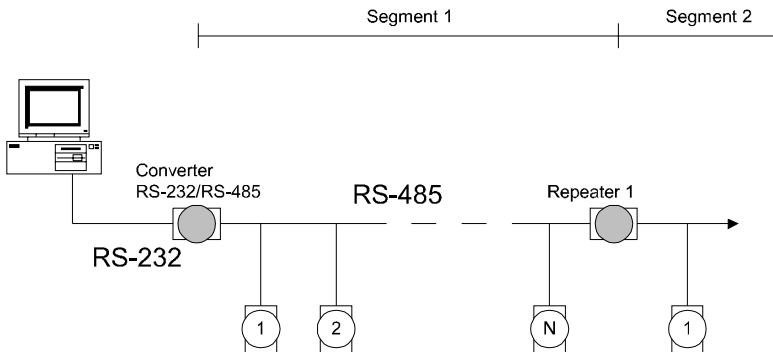 Segment 1
Segment 2
Converter
RS-232/RS-485
RS-485
Repeater 1
RS-232
1
2
N
1